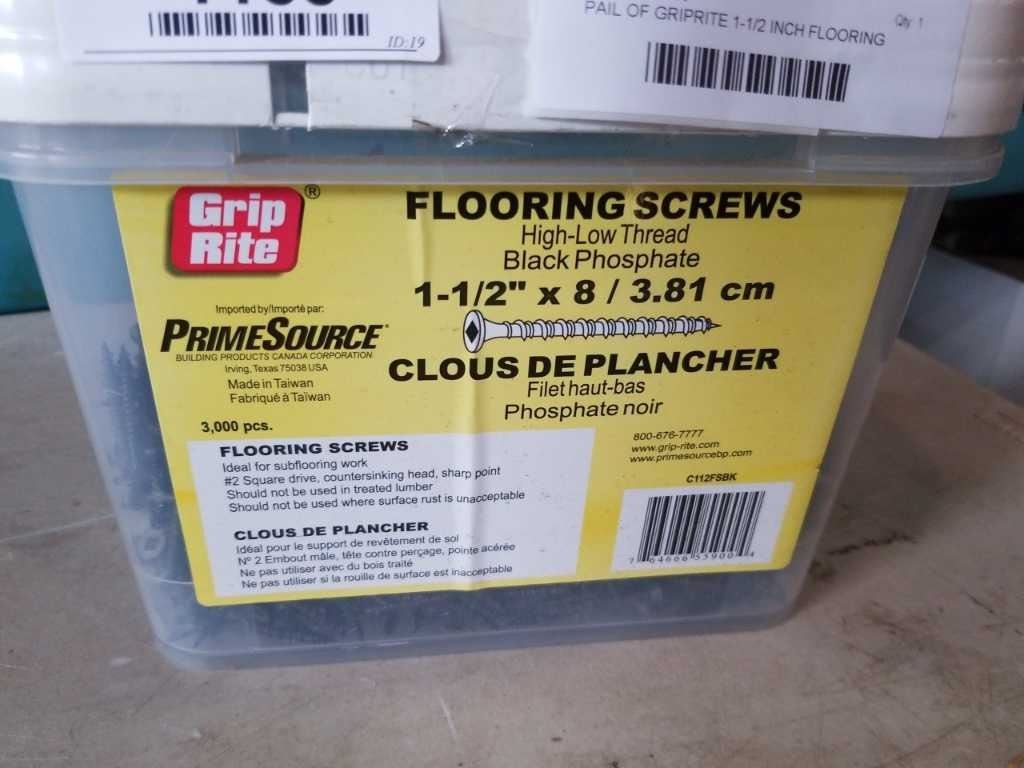 ID:19
PAIL OF GRIPRITE 1-1/2 INCH FLOORING
Qty: 1
Grip Rite®
FLOORING SCREWS
High-Low Thread
Black Phosphate
1-1/2" x 8 / 3.81 cm
CLOUS DE PLANCHER
Filet haut-bas
Phosphate noir
Imported by/Importé par:
PRIMESOURCE®
BUILDING PRODUCTS CANADA CORPORATION
Irving, Texas 75038 USA
Made in Taiwan
Fabriqué à Taïwan
3,000 pcs.
FLOORING SCREWS
Ideal for subflooring work
#2 Square drive, countersinking head, sharp point
Should not be used in treated lumber
Should not be used where surface rust is unacceptable
CLOUS DE PLANCHER
Idéal pour le support de revêtement de sol
Nº 2 Embout mâle, tête contre perçage, pointe acérée
Ne pas utiliser avec du bois traité
Ne pas utiliser si la rouille de surface est inacceptable
800-676-7777
www.grip-rite.com
www.primesourcebp.com
C112FSBK